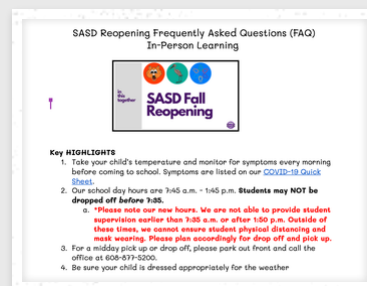 SASD Reopening Frequently Asked Questions (FAQ)
In-Person Learning
in this together
SASD Fall
Reopening
Key HIGHLIGHTS
1. Take your child's temperature and monitor for symptoms every morning
before coming to school. Symptoms are listed on our COVID-19 Quick
Sheet.
2. Our school day hours are 7:45 a.m. - 1:45 p.m. Students may NOT be
dropped off before 7:35.
a. *Please note our new hours. We are not able to provide student
supervision earlier than 7:35 a.m. or after 1:50 p.m. Outside of
these times, we cannot ensure student physical distancing and
mask wearing. Please plan accordingly for drop off and pick up.
3. For a midday pick up or drop off, please park out front and call the
office at 608-877-5200.
4. Be sure your child is dressed appropriately for the weather